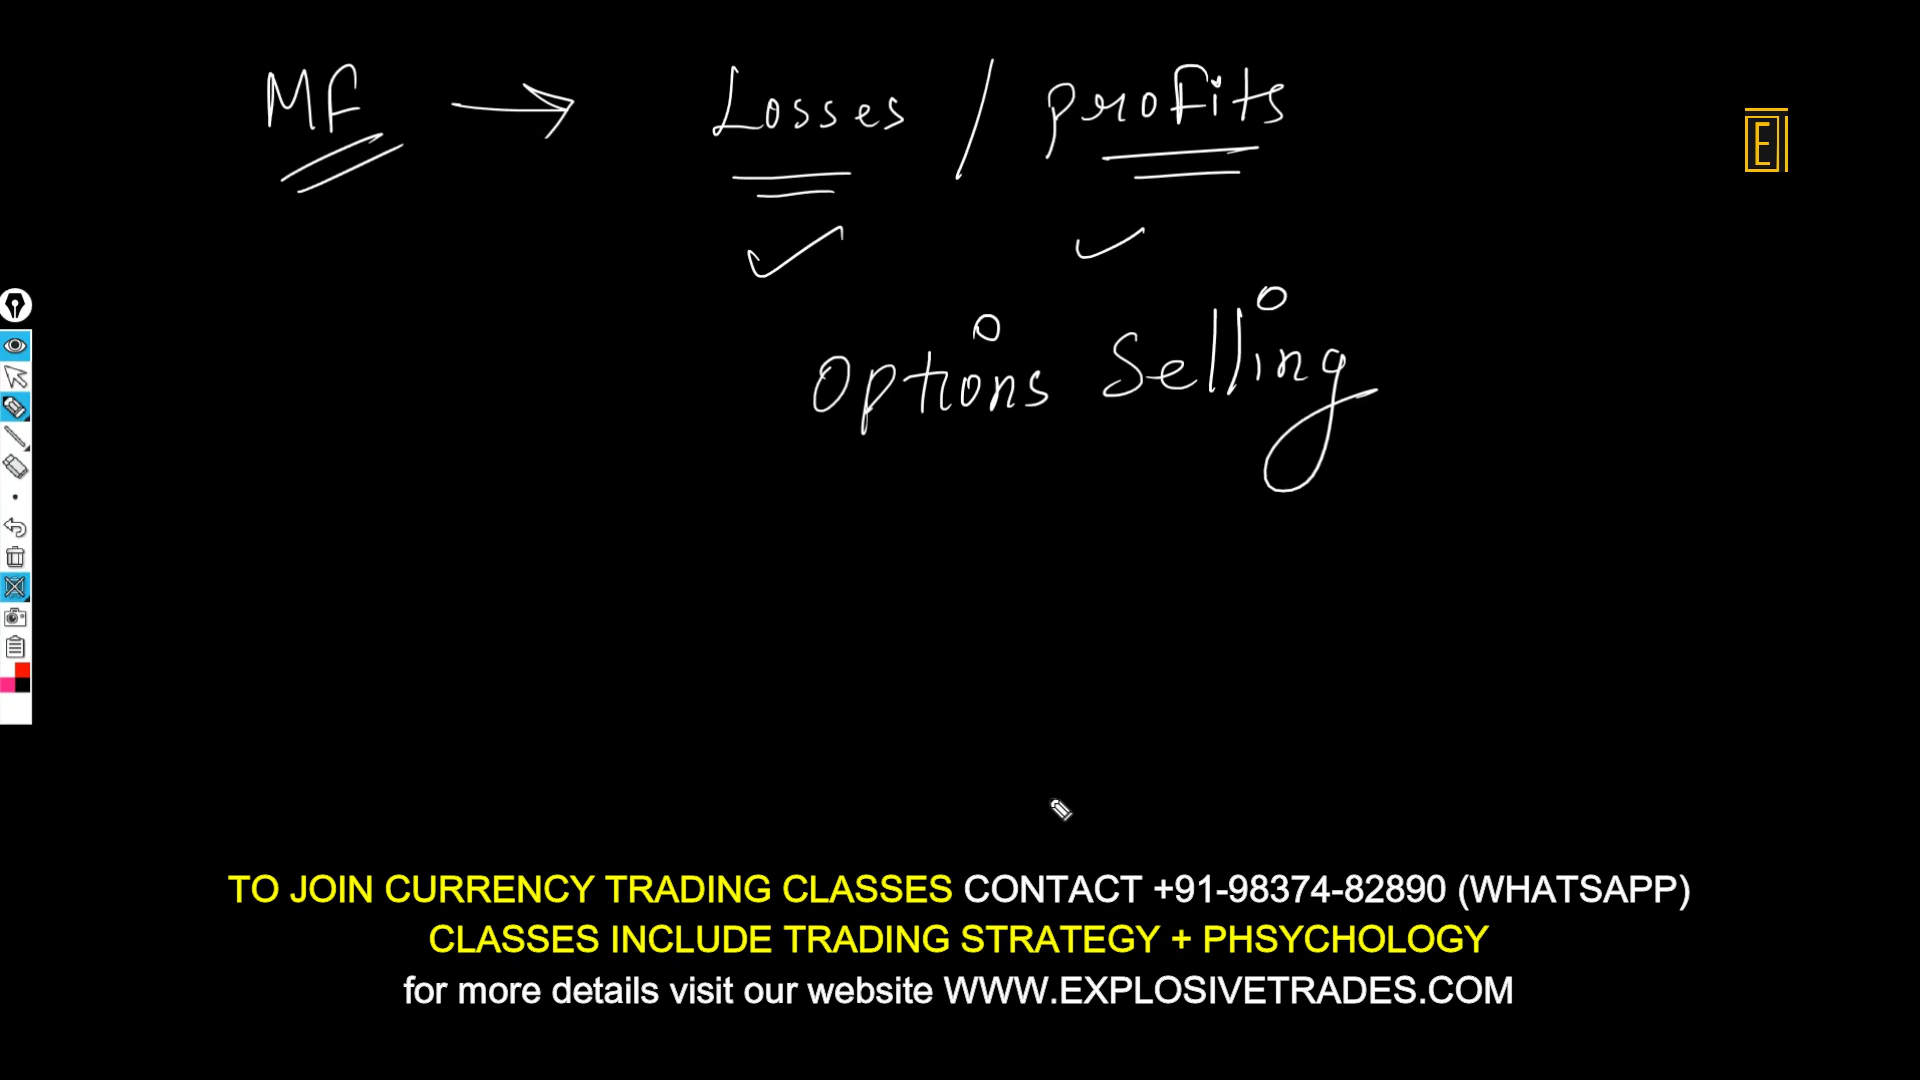 MF → Losses / profits
Options Selling
E
TO JOIN CURRENCY TRADING CLASSES CONTACT +91-98374-82890 (WHATSAPP)
CLASSES INCLUDE TRADING STRATEGY + PHSYCHOLOGY
for more details visit our website WWW.EXPLOSIVETRADES.COM